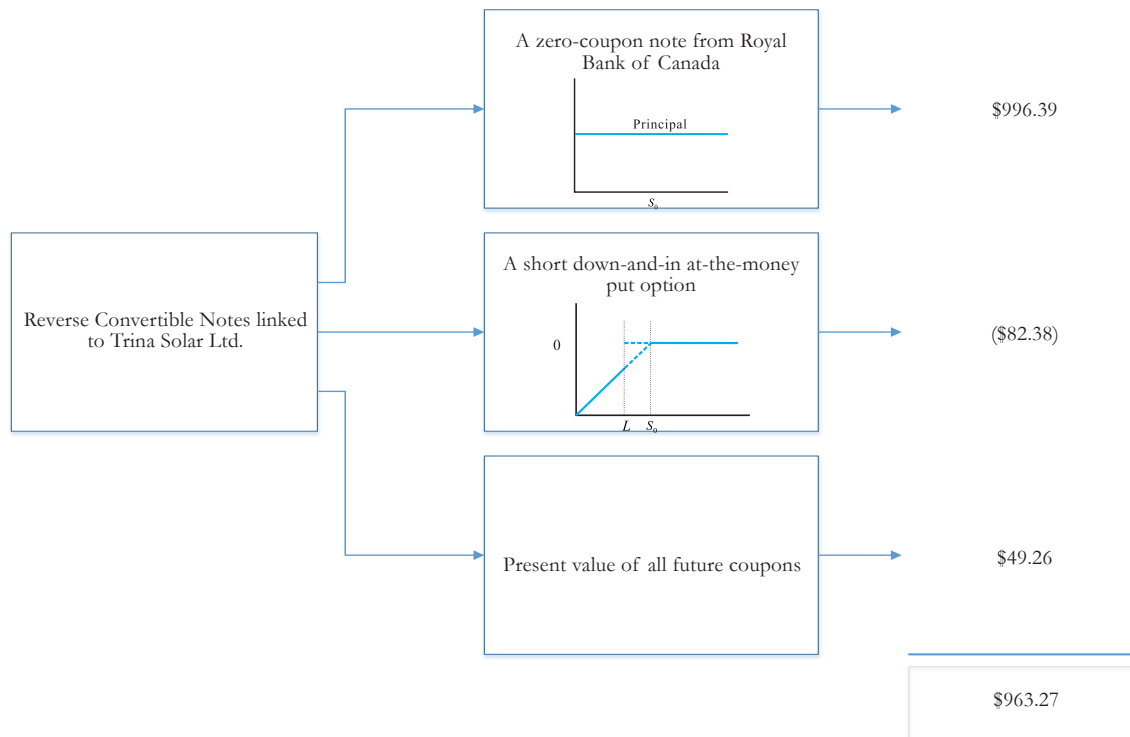 A zero-coupon note from Royal
Bank of Canada
Principal
S₀
$996.39
Reverse Convertible Notes linked
to Trina Solar Ltd.
A short down-and-in at-the-money
put option
0
L S₀
($82.38)
Present value of all future coupons
$49.26
$963.27